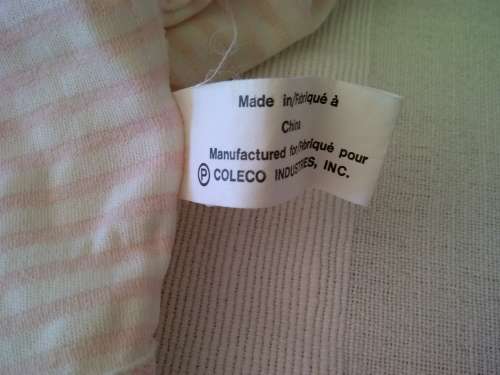 Made in/Fabriqué à
China
Manufactured for/Fabriqué pour
Ⓟ COLECO INDUSTRIES, INC.